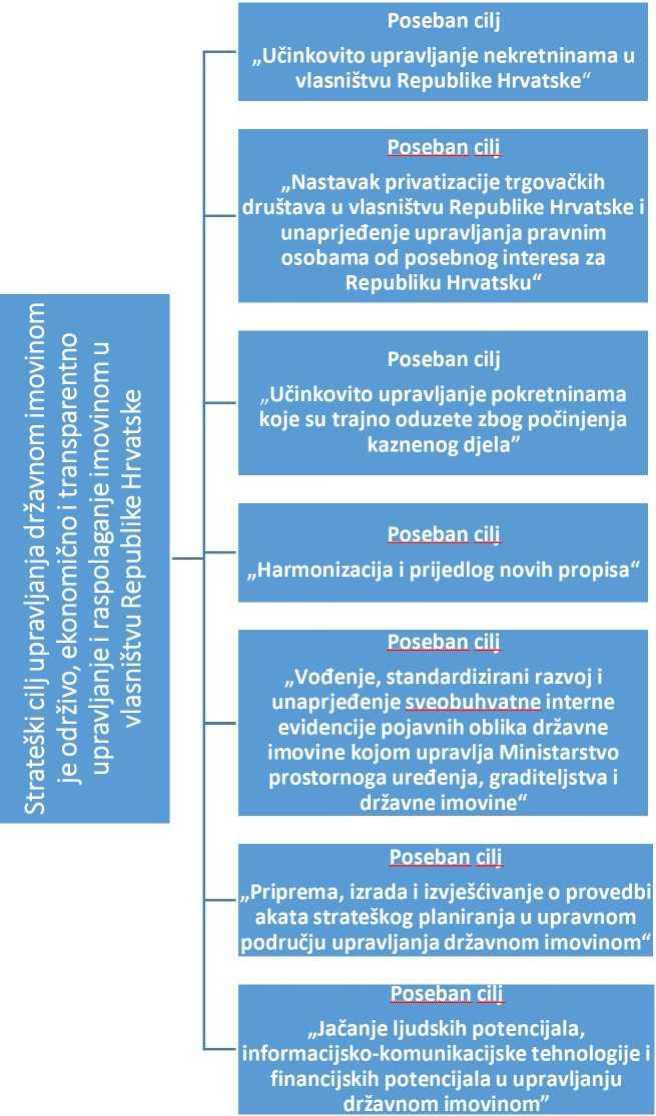 Strateški cilj upravljanja državnom imovinom
je održivo, ekonomično i transparentno
upravljanje i raspolaganje imovinom u
vlasništvu Republike Hrvatske
Poseban cilj
„Učinkovito upravljanje nekretninama u
vlasništvu Republike Hrvatske“
Poseban cilj
„Nastavak privatizacije trgovačkih
društava u vlasništvu Republike Hrvatske i
unaprjeđenje upravljanja pravnim
osobama od posebnog interesa za
Republiku Hrvatsku“
Poseban cilj
„Učinkovito upravljanje pokretninama
koje su trajno oduzete zbog počinjenja
kaznenog djela”
Poseban cilj
„Harmonizacija i prijedlog novih propisa“
Poseban cilj
„Vođenje, standardizirani razvoj i
unaprjeđenje sveobuhvatne interne
evidencije pojavnih oblika državne
imovine kojom upravlja Ministarstvo
prostornoga uređenja, graditeljstva i
državne imovine“
Poseban cilj
„Priprema, izrada i izvješćivanje o provedbi
akata strateškog planiranja u upravnom
području upravljanja državnom imovinom“
Poseban cilj
„Jačanje ljudskih potencijala,
informacijsko-komunikacijske tehnologije i
financijskih potencijala u upravljanju
državnom imovinom”